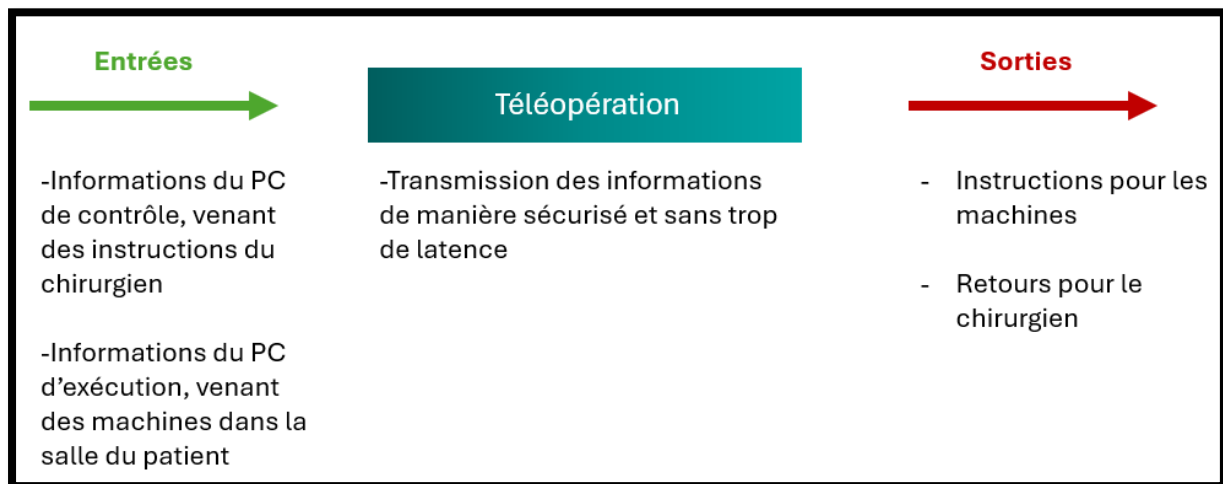 Entrées
Téléopération
Sorties
-Informations du PC
de contrôle, venant
des instructions du
chirurgien
-Informations du PC
d’exécution, venant
des machines dans la
salle du patient
-Transmission des informations
de manière sécurisé et sans trop
de latence
- Instructions pour les
machines
- Retours pour le
chirurgien